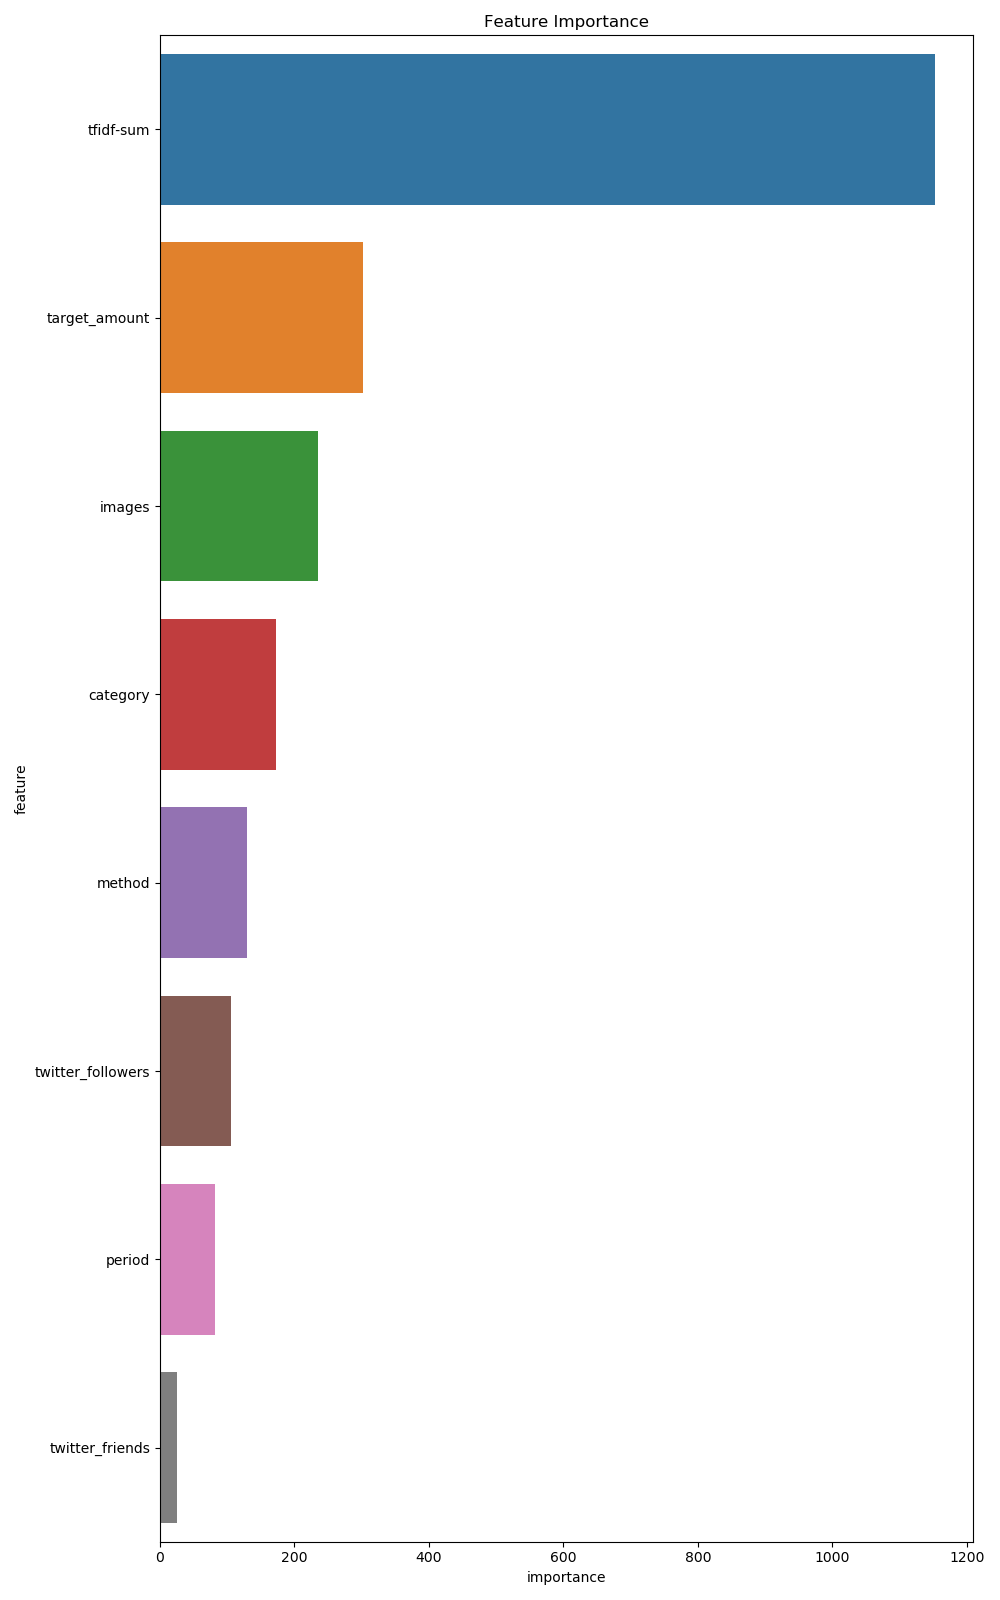 Feature Importance
tfidf-sum
target_amount
images
category
method
twitter_followers
period
twitter_friends
feature
0 200 400 600 800 1000 1200
importance